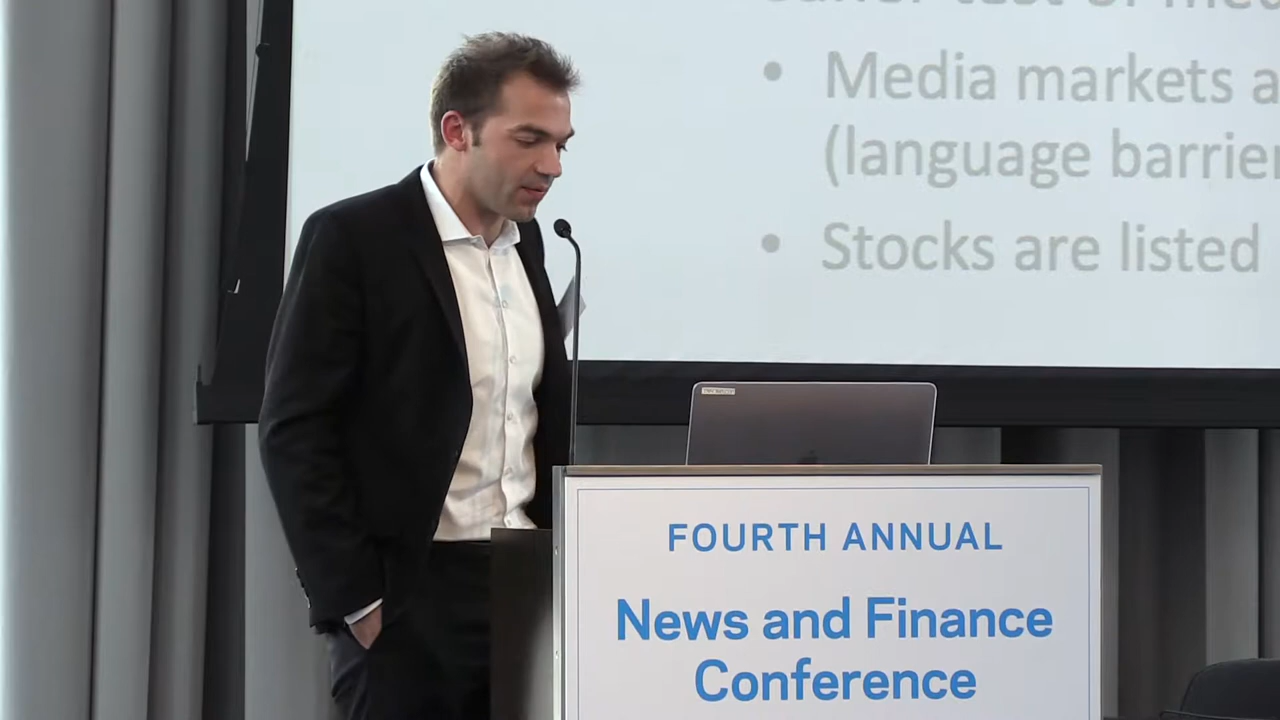 Media markets a
(language barrier
Stocks are listed
FOURTH ANNUAL
News and Finance
Conference